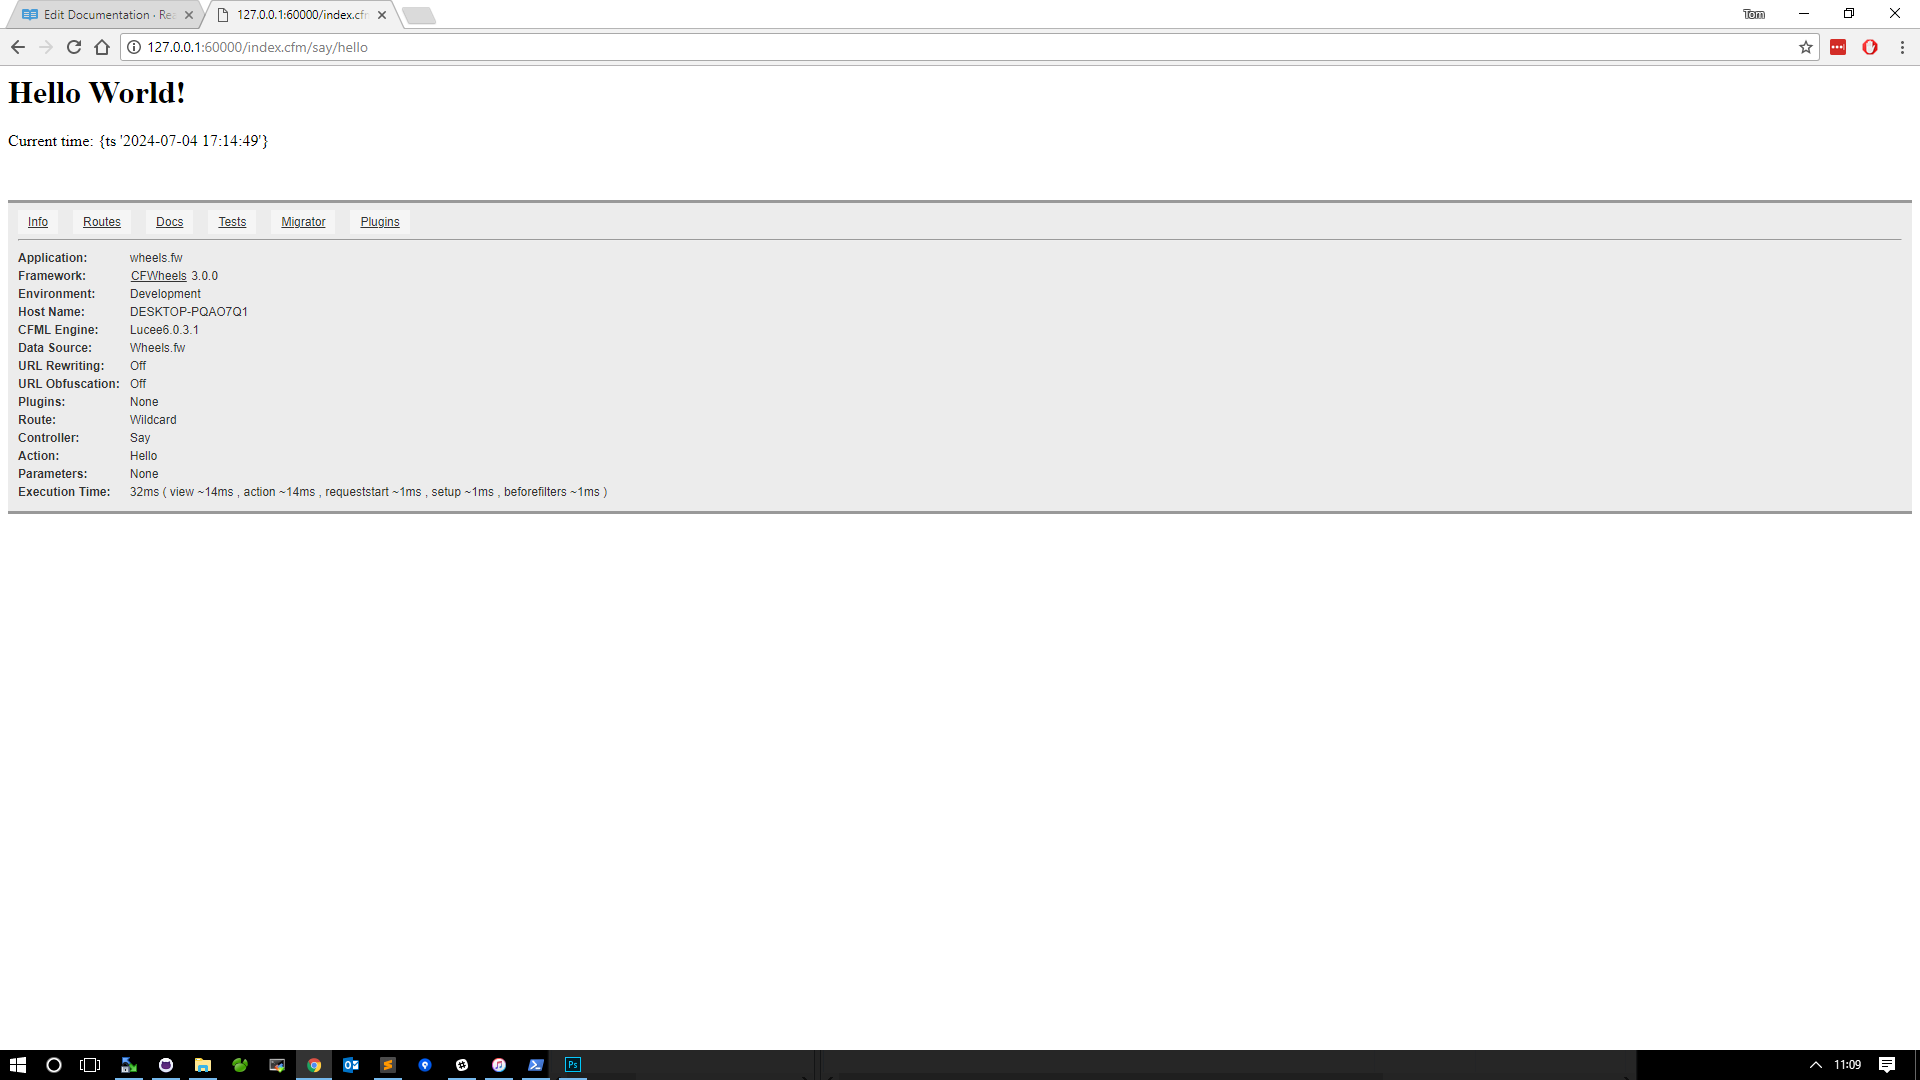 Edit Documentation · Rea
127.0.0.1:60000/index.cfm
Tom
127.0.0.1:60000/index.cfm/say/hello
Hello World!
Current time: {ts '2024-07-04 17:14:49'}
Info Routes Docs Tests Migrator Plugins
Application: wheels.fw
Framework: CFWheels 3.0.0
Environment: Development
Host Name: DESKTOP-PQAO7Q1
CFML Engine: Lucee6.0.3.1
Data Source: Wheels.fw
URL Rewriting: Off
URL Obfuscation: Off
Plugins: None
Route: Wildcard
Controller: Say
Action: Hello
Parameters: None
Execution Time: 32ms ( view ~14ms , action ~14ms , requeststart ~1ms , setup ~1ms , beforefilters ~1ms )
Ps
11:09